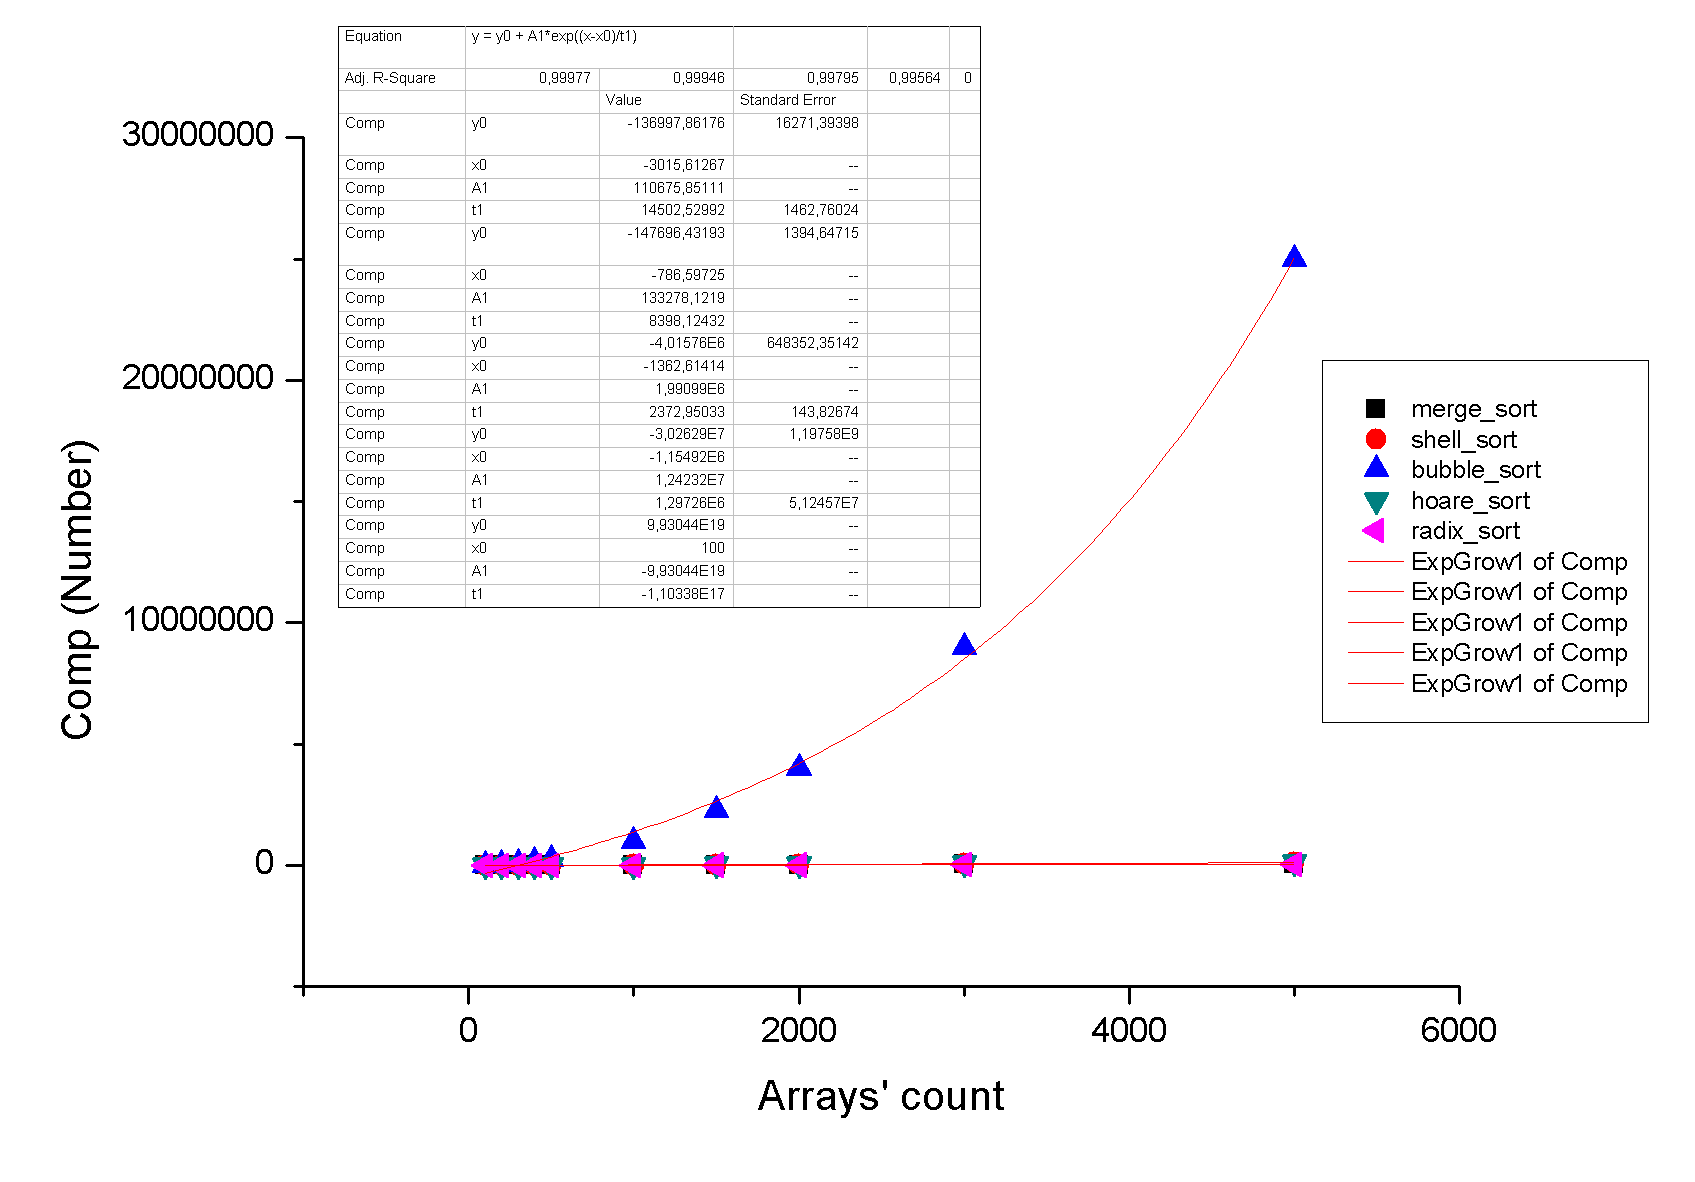 Equation y = y0 + A1*exp((x-x0)/t1)
Adj. R-Square 0,99977 0,99946 0,99795 0,99564 0
Value Standard Error
Comp y0 -136997,86176 16271,39398
Comp x0 -3015,61267 --
Comp A1 110675,85111 --
Comp t1 14502,52992 1462,76024
Comp y0 -147696,43193 1394,64715
Comp x0 -786,59725 --
Comp A1 133278,1219 --
Comp t1 8398,12432 --
Comp y0 -4,01576E6 648352,35142
Comp x0 -1362,61414 --
Comp A1 1,99099E6 --
Comp t1 2372,95033 143,82674
Comp y0 -3,02629E7 1,19758E9
Comp x0 -1,15492E6 --
Comp A1 1,24232E7 --
Comp t1 1,29726E6 5,12457E7
Comp y0 9,93044E19 --
Comp x0 100 --
Comp A1 -9,93044E19 --
Comp t1 -1,10338E17 --
30000000
20000000
10000000
0
Comp (Number)
merge_sort
shell_sort
bubble_sort
hoare_sort
radix_sort
ExpGrow1 of Comp
ExpGrow1 of Comp
ExpGrow1 of Comp
ExpGrow1 of Comp
ExpGrow1 of Comp
0 2000 4000 6000
Arrays' count